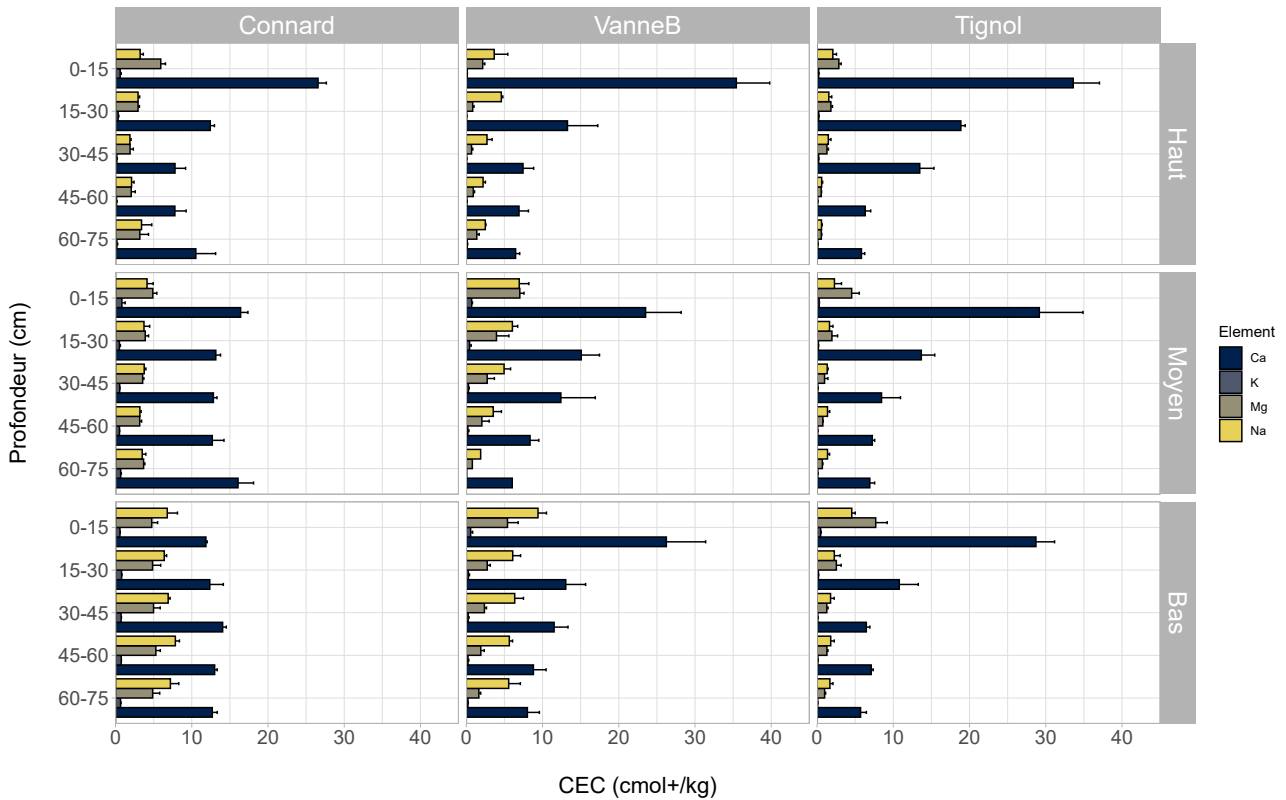 Connard VanneB Tignol
Profondeur (cm)
0-15
15-30
30-45
45-60
60-75
Haut
0-15
15-30
30-45
45-60
60-75
Moyen
0-15
15-30
30-45
45-60
60-75
Bas
0 10 20 30 40 0 10 20 30 40 0 10 20 30 40
CEC (cmol+/kg)
Element
Ca
K
Mg
Na